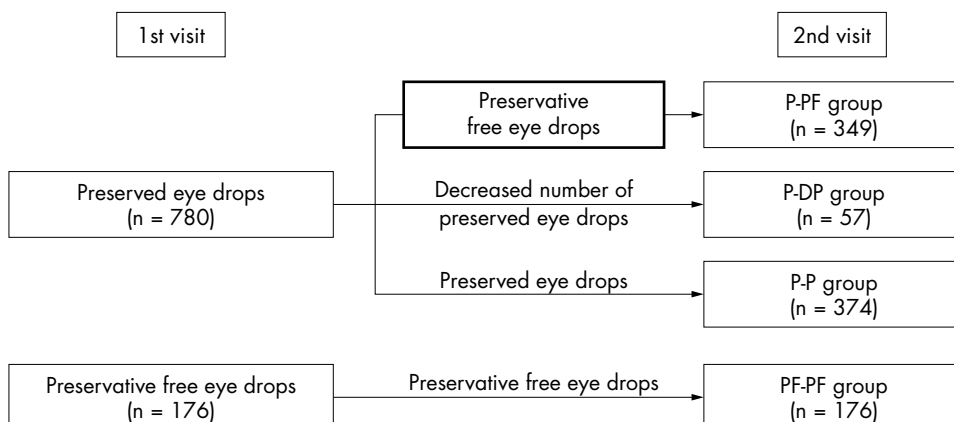 1st visit
2nd visit
Preservative
free eye drops
P-PF group
(n = 349)
Preserved eye drops
(n = 780)
Decreased number of
preserved eye drops
P-DP group
(n = 57)
Preserved eye drops
P-P group
(n = 374)
Preservative free eye drops
(n = 176)
Preservative free eye drops
PF-PF group
(n = 176)